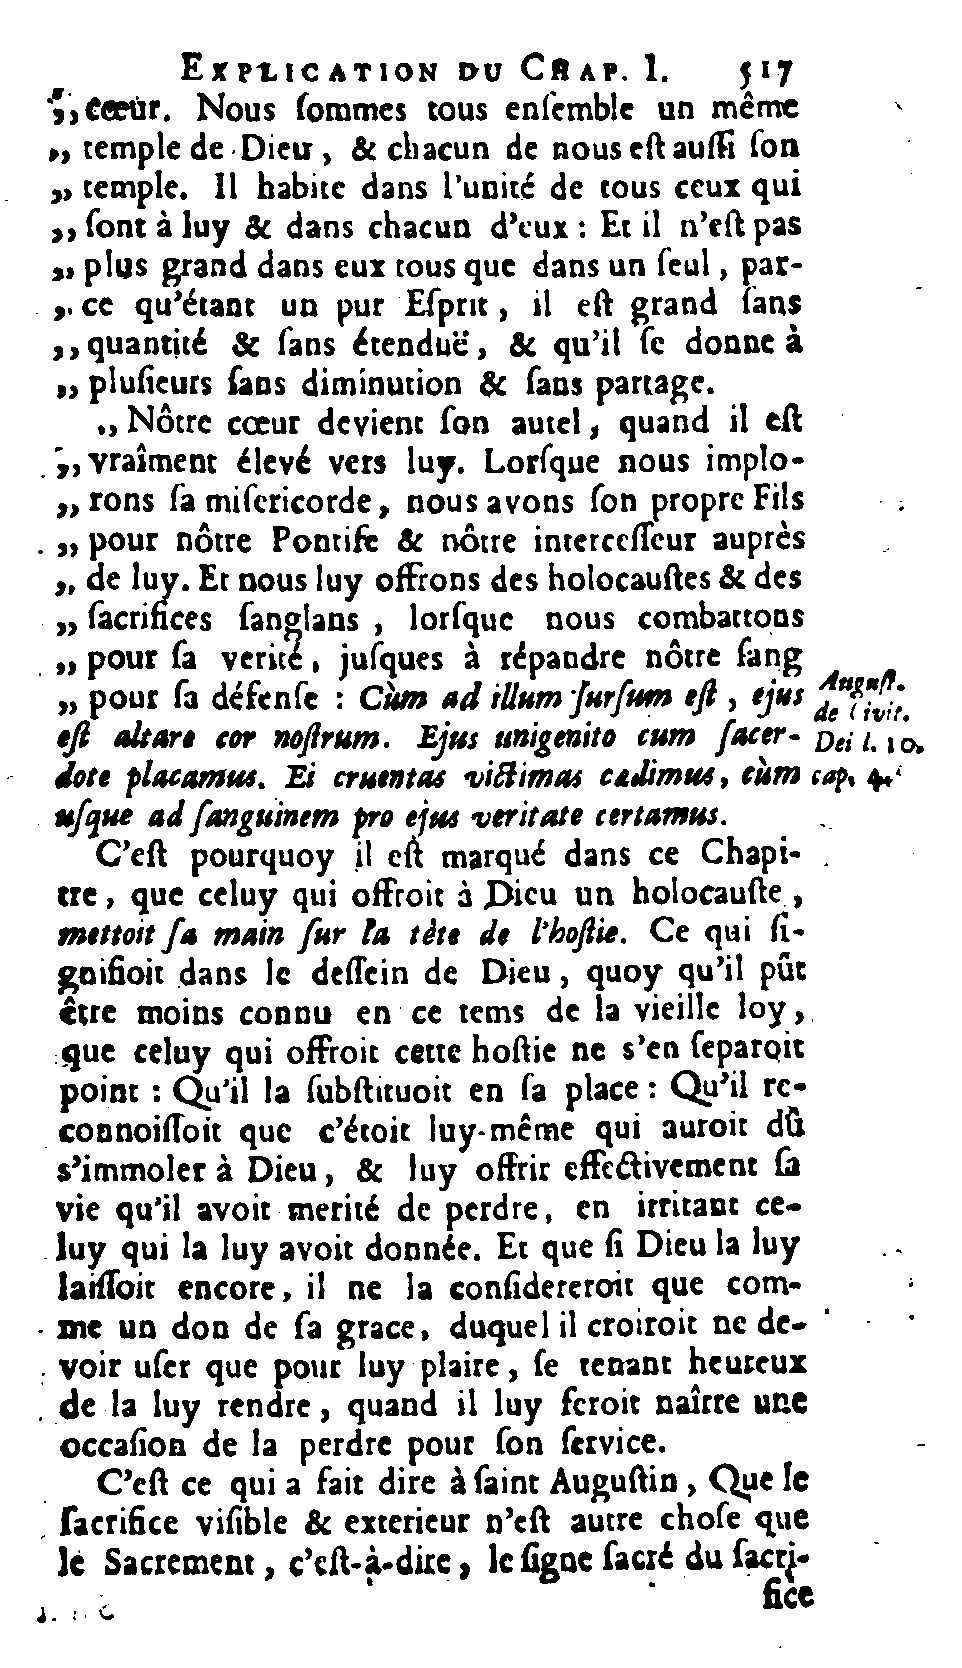 EXPLICATION DU CHAP. I. 517
„ cœur. Nous ſommes tous enſemble un même
„ temple de Dieu, & chacun de nous eſt auſſi ſon
„ temple. Il habite dans l'unité de tous ceux qui
„ ſont à luy & dans chacun d'eux : Et il n'eſt pas
„ plus grand dans eux tous que dans un ſeul, par-
„ ce qu'étant un pur Eſprit, il eſt grand ſans
„ quantité & ſans étenduë, & qu'il ſe donne à
„ pluſieurs ſans diminution & ſans partage.
„ Nôtre cœur devient ſon autel, quand il eſt
„ vraîment élevé vers luy. Lorſque nous implo-
„ rons ſa miſericorde, nous avons ſon propre Fils
„ pour nôtre Pontife & nôtre interceſſeur auprès
„ de luy. Et nous luy offrons des holocauſtes & des
„ ſacrifices ſanglans, lorſque nous combattons
„ pour ſa verité, juſques à répandre nôtre ſang
„ pour ſa défenſe : Cùm ad illum ſurſum eſt, ejus
eſt altare cor noſtrum. Ejus unigenito cum ſacer-
dote placamus. Ei cruentas victimas cædimus, cùm
uſque ad ſanguinem pro ejus veritate certamus.
Auguſt.
de Civit.
Dei l. 10.
cap. 4.
C'eſt pourquoy il eſt marqué dans ce Chapi-
tre, que celuy qui offroit à Dieu un holocauſte,
mettoit ſa main ſur la tête de l'hoſtie. Ce qui ſi-
gnifioit dans le deſſein de Dieu, quoy qu'il pût
être moins connu en ce tems de la vieille loy,
que celuy qui offroit cette hoſtie ne s'en ſeparoit
point : Qu'il la ſubſtituoit en ſa place : Qu'il re-
connoiſſoit que c'étoit luy-même qui auroit dû
s'immoler à Dieu, & luy offrir effectivement ſa
vie qu'il avoit merité de perdre, en irritant ce-
luy qui la luy avoit donnée. Et que ſi Dieu la luy
laiſſoit encore, il ne la conſidereroit que com-
me un don de ſa grace, duquel il croiroit ne de-
voir uſer que pour luy plaire, ſe tenant heureux
de la luy rendre, quand il luy feroit naître une
occaſion de la perdre pour ſon ſervice.
C'eſt ce qui a fait dire à ſaint Auguſtin, Que le
ſacrifice viſible & exterieur n'eſt autre choſe que
le Sacrement, c'eſt-à-dire, le ſigne ſacré du ſacri-
fice